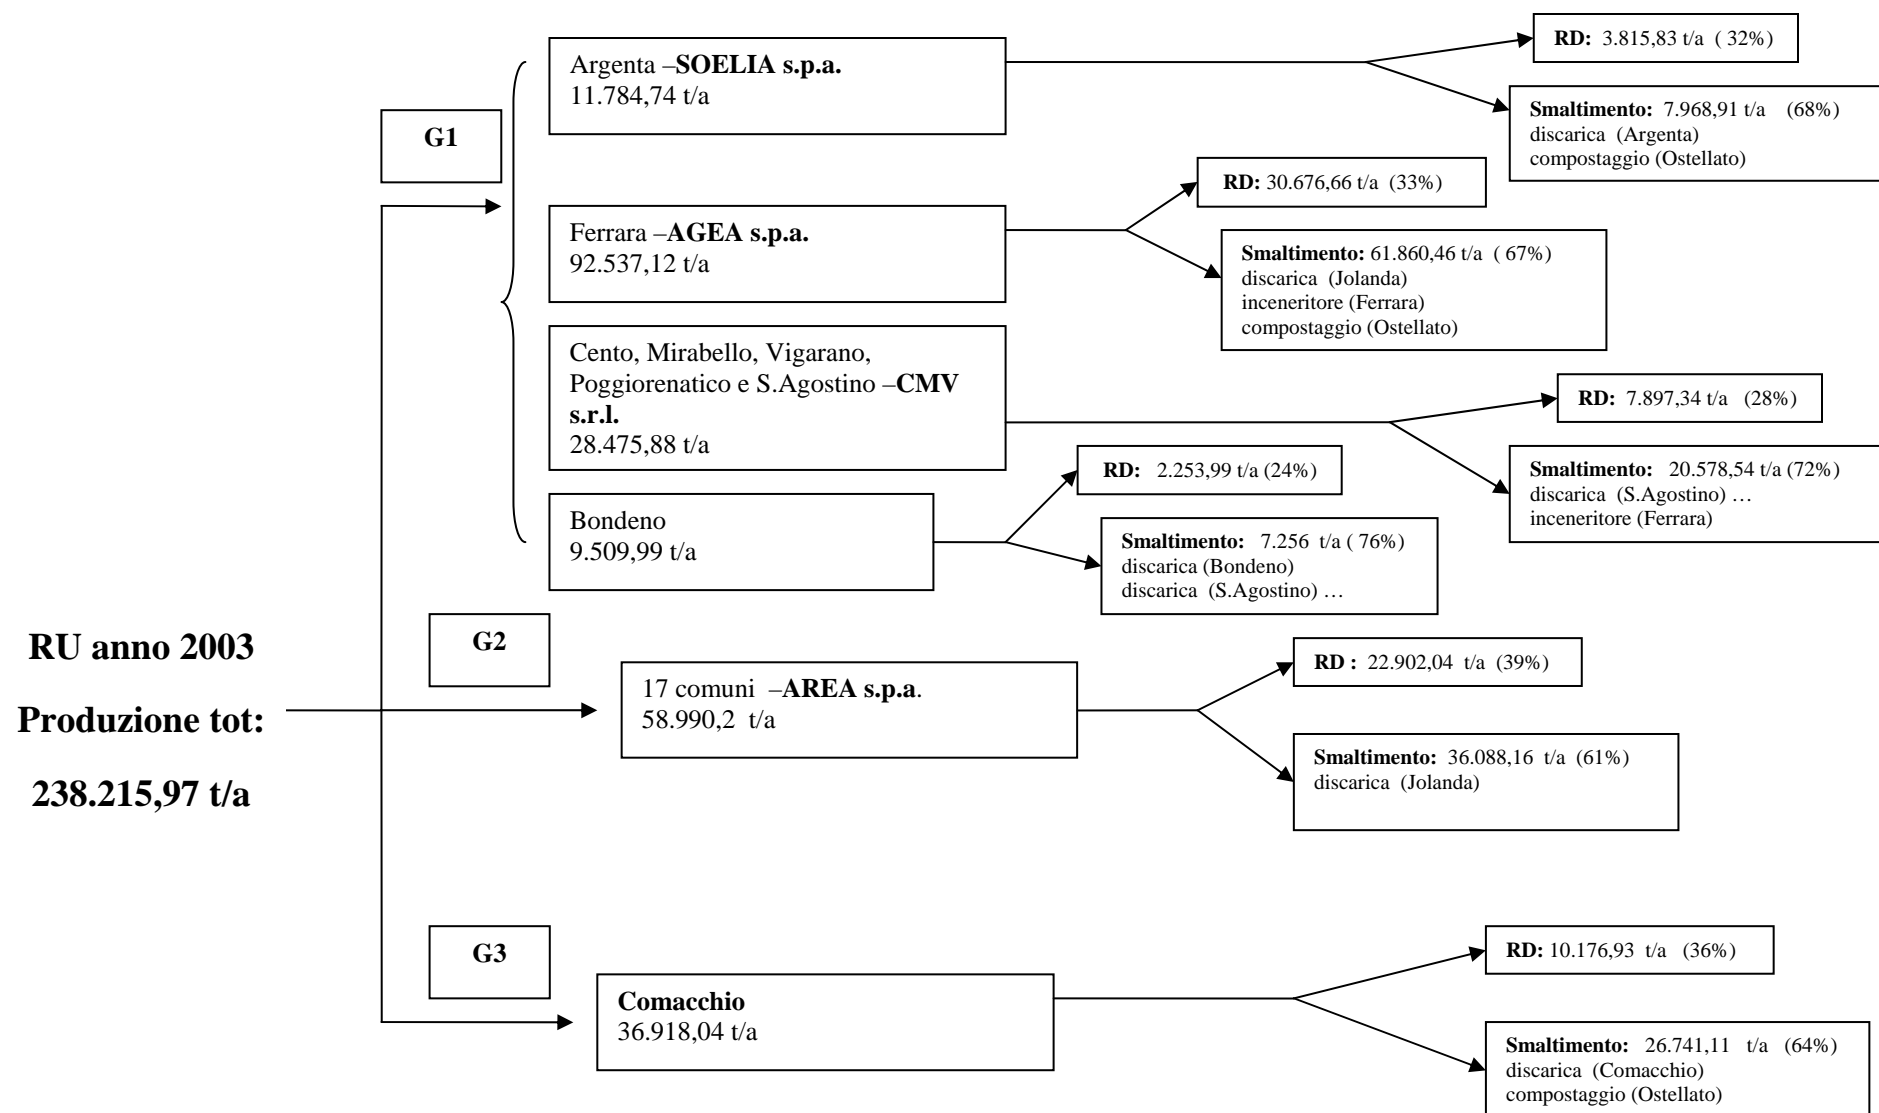 RU anno 2003
Produzione tot:
238.215,97 t/a
G1
Argenta –SOELIA s.p.a.
11.784,74 t/a
RD: 3.815,83 t/a ( 32%)
Smaltimento: 7.968,91 t/a (68%)
discarica (Argenta)
compostaggio (Ostellato)
Ferrara –AGEA s.p.a.
92.537,12 t/a
RD: 30.676,66 t/a (33%)
Smaltimento: 61.860,46 t/a ( 67%)
discarica (Jolanda)
inceneritore (Ferrara)
compostaggio (Ostellato)
Cento, Mirabello, Vigarano,
Poggiorenatico e S.Agostino –CMV
s.r.l.
28.475,88 t/a
RD: 7.897,34 t/a (28%)
Smaltimento: 20.578,54 t/a (72%)
discarica (S.Agostino) …
inceneritore (Ferrara)
Bondeno
9.509,99 t/a
RD: 2.253,99 t/a (24%)
Smaltimento: 7.256 t/a ( 76%)
discarica (Bondeno)
discarica (S.Agostino) …
G2
17 comuni –AREA s.p.a.
58.990,2 t/a
RD : 22.902,04 t/a (39%)
Smaltimento: 36.088,16 t/a (61%)
discarica (Jolanda)
G3
Comacchio
36.918,04 t/a
RD: 10.176,93 t/a (36%)
Smaltimento: 26.741,11 t/a (64%)
discarica (Comacchio)
compostaggio (Ostellato)